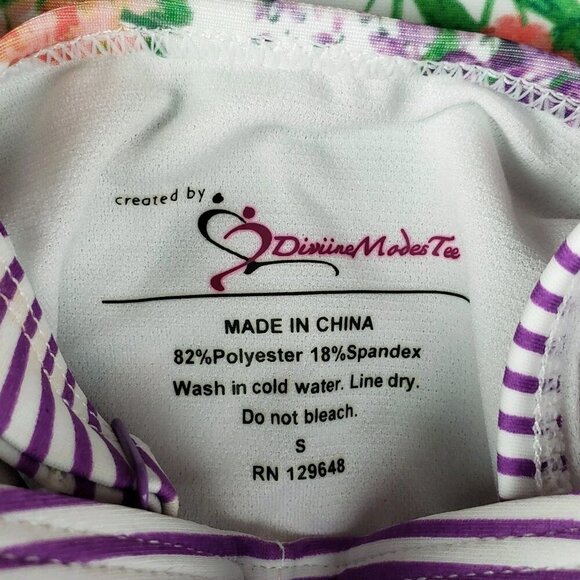 created by
DiviineModesTee
MADE IN CHINA
82%Polyester 18%Spandex
Wash in cold water. Line dry.
Do not bleach.
S
RN 129648